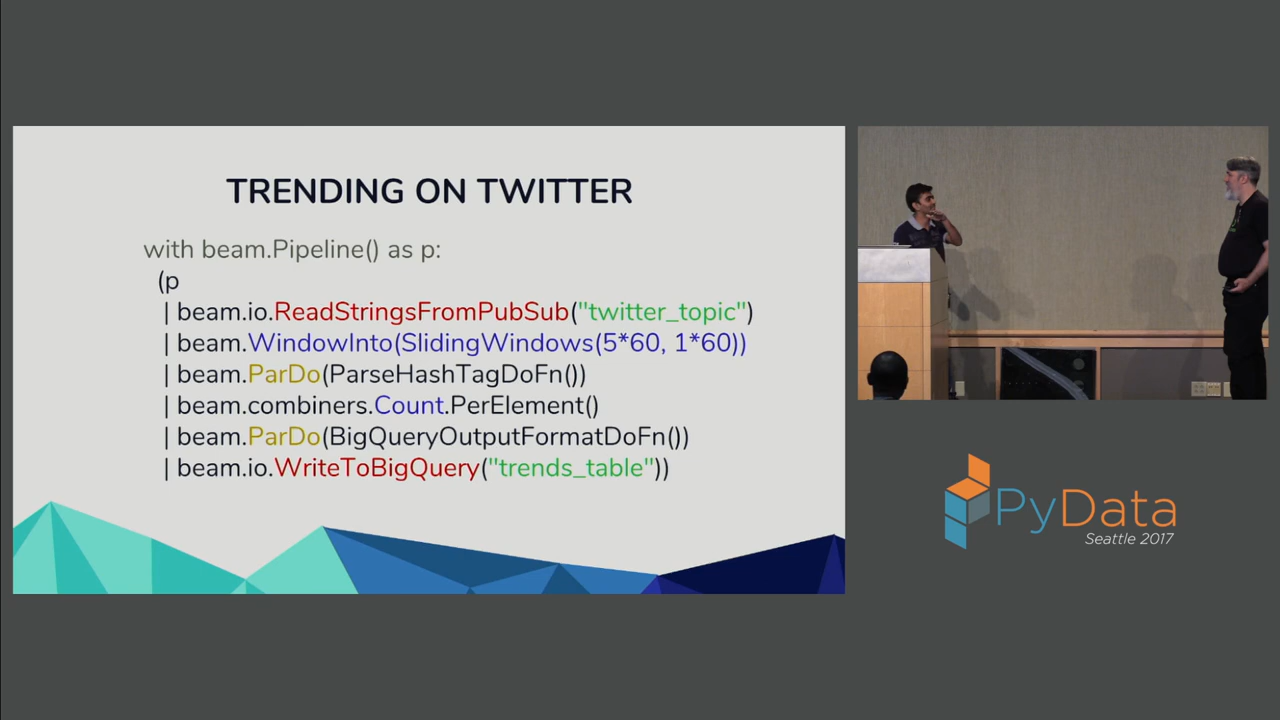 TRENDING ON TWITTER
with beam.Pipeline() as p:
(p
| beam.io.ReadStringsFromPubSub("twitter_topic")
| beam.WindowInto(SlidingWindows(5*60, 1*60))
| beam.ParDo(ParseHashTagDoFn())
| beam.combiners.Count.PerElement()
| beam.ParDo(BigQueryOutputFormatDoFn())
| beam.io.WriteToBigQuery("trends_table"))
PyData
Seattle 2017